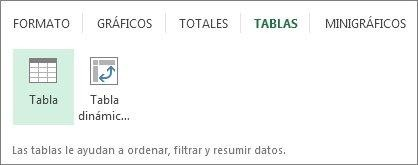 FORMATO GRÁFICOS TOTALES TABLAS MINIGRÁFICOS
Tabla Tabla
dinámic...
Las tablas le ayudan a ordenar, filtrar y resumir datos.